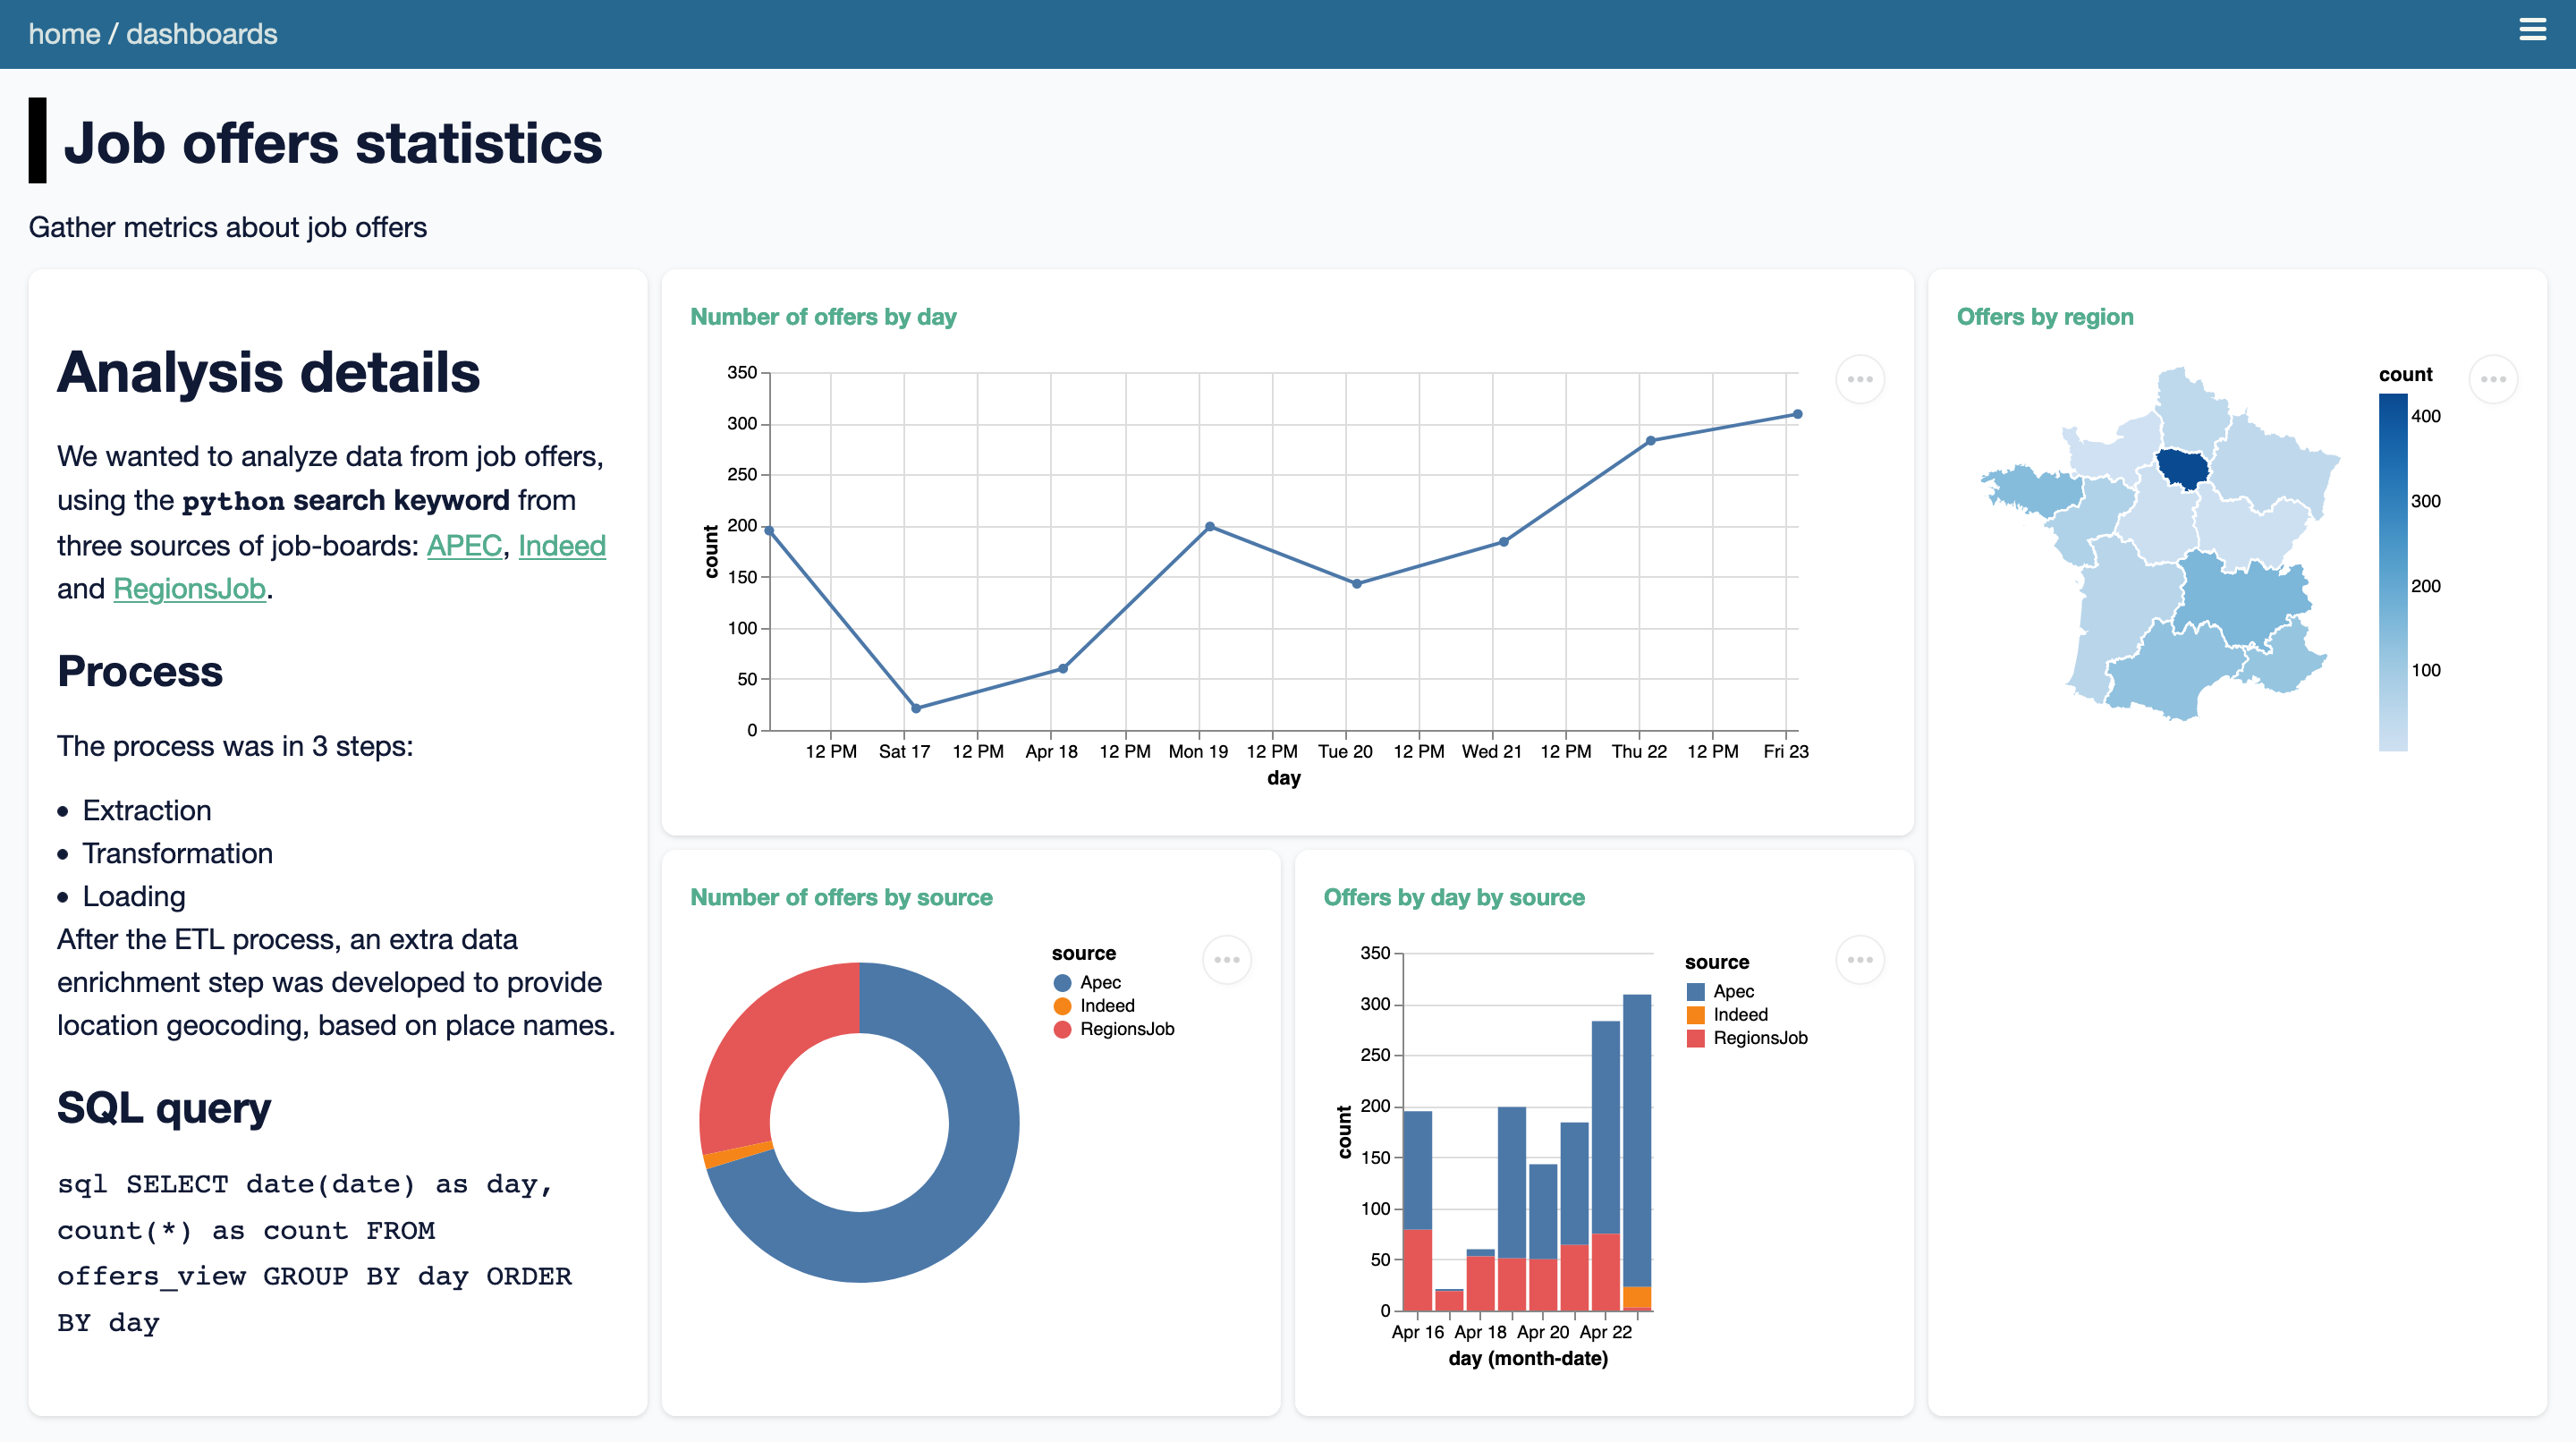 home / dashboards
Job offers statistics
Gather metrics about job offers
Analysis details
We wanted to analyze data from job offers,
using the python search keyword from
three sources of job-boards: APEC, Indeed
and RegionsJob.
Process
The process was in 3 steps:
• Extraction
• Transformation
• Loading
After the ETL process, an extra data
enrichment step was developed to provide
location geocoding, based on place names.
SQL query
sql SELECT date(date) as day,
count(*) as count FROM
offers_view GROUP BY day ORDER
BY day
Number of offers by day
350
300
250
200
150
100
50
0
count
12 PM Sat 17 12 PM Apr 18 12 PM Mon 19 12 PM Tue 20 12 PM Wed 21 12 PM Thu 22 12 PM Fri 23
day
Number of offers by source
source
Apec
Indeed
RegionsJob
Offers by day by source
350
300
250
200
150
100
50
0
count
Apr 16 Apr 18 Apr 20 Apr 22
day (month-date)
source
Apec
Indeed
RegionsJob
Offers by region
count
400
300
200
100